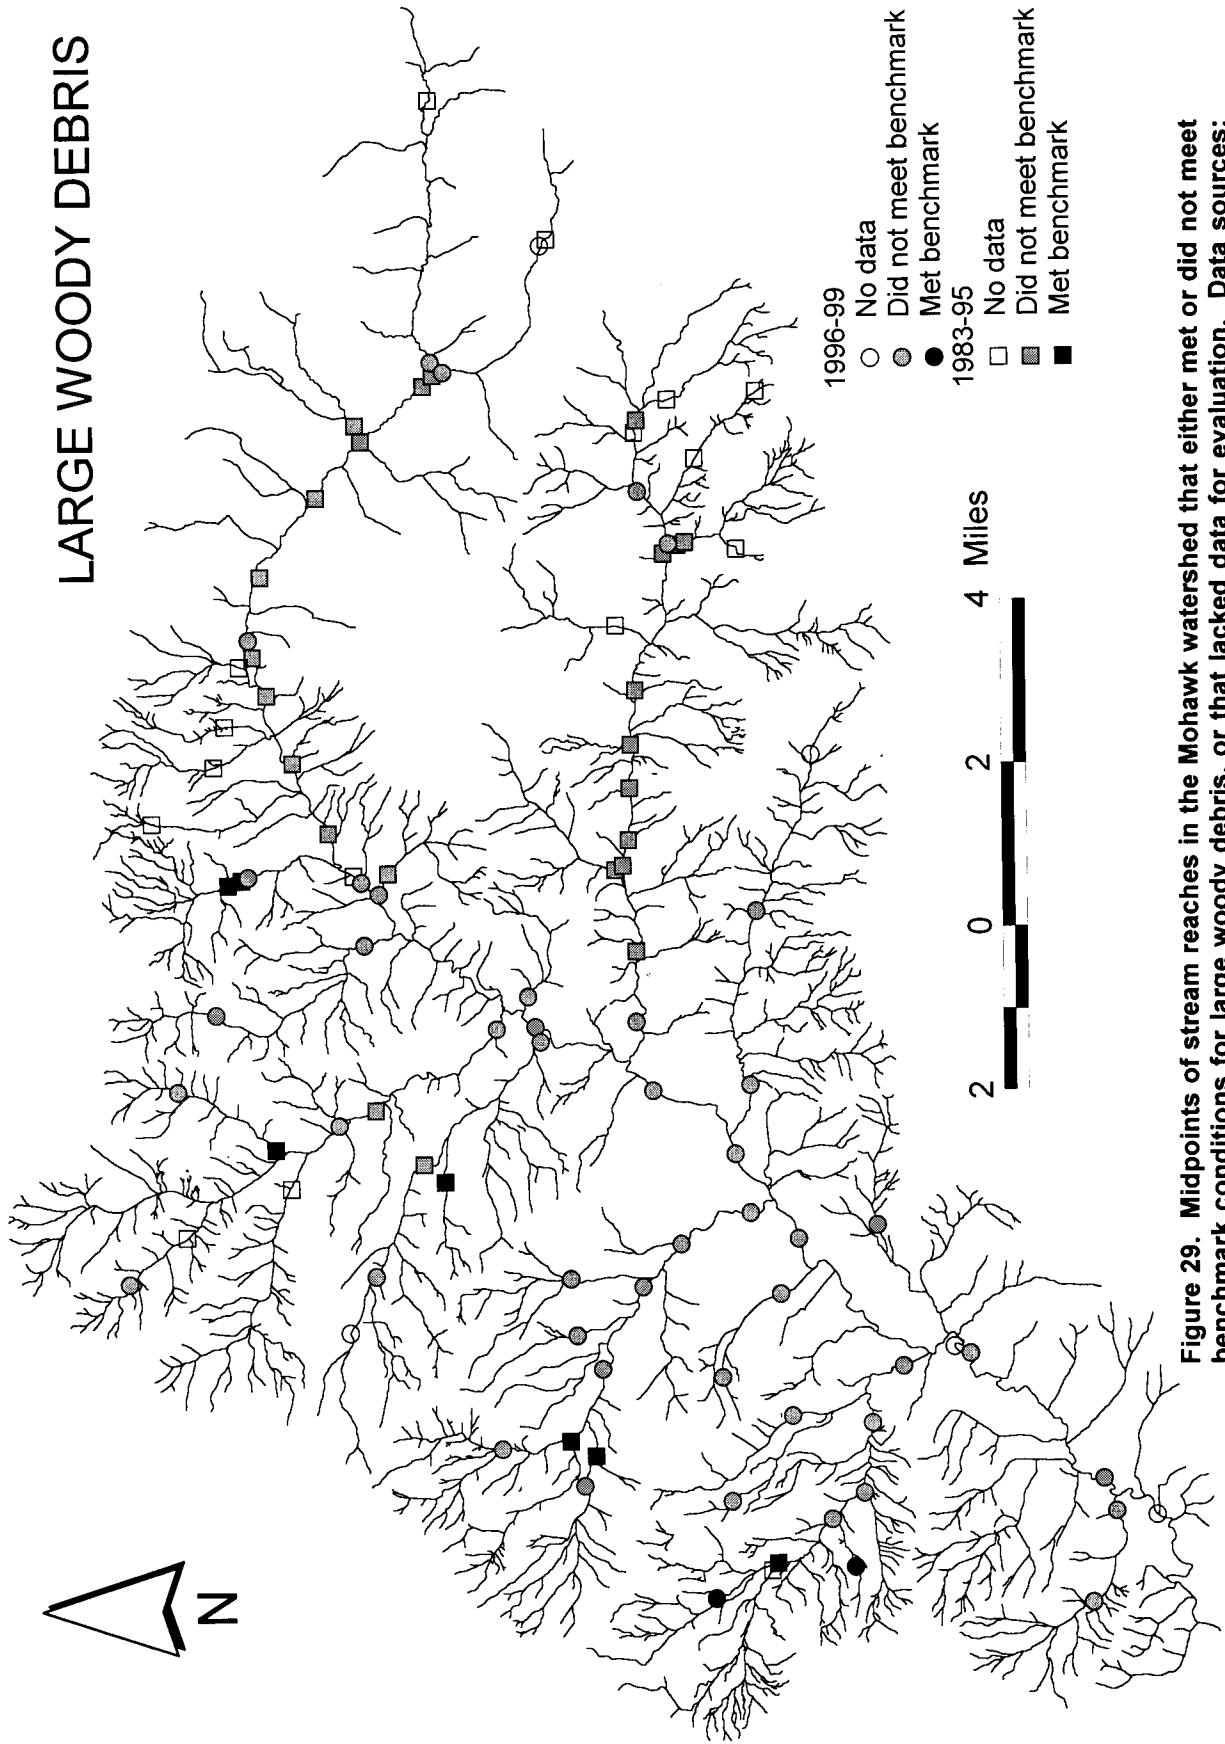 LARGE WOODY DEBRIS
N
1996-99
No data
Did not meet benchmark
Met benchmark
1983-95
No data
Did not meet benchmark
Met benchmark
2 0 2 4 Miles
Figure 29. Midpoints of stream reaches in the Mohawk watershed that either met or did not meet
benchmark conditions for large woody debris, or that lacked data for evaluation. Data sources: